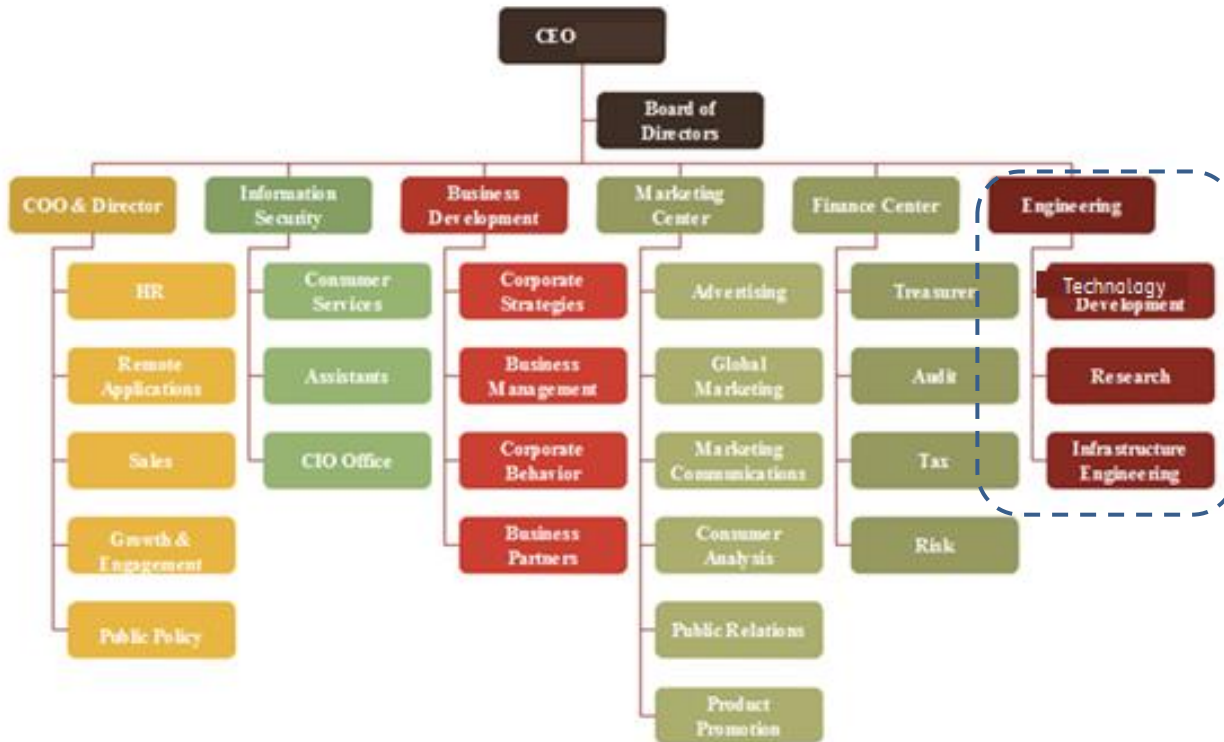 CEO
Board of
Directors
COO & Director
Information
Security
Business
Development
Marketing
Center
Finance Center
Engineering
HR
Remote
Applications
Sales
Growth &
Engagement
Public Policy
Consumer
Services
Assistants
CIO Office
Corporate
Strategies
Business
Management
Corporate
Behavior
Business
Partners
Advertising
Global
Marketing
Marketing
Communications
Consumer
Analysis
Public Relations
Product
Promotion
Treasurer
Audit
Tax
Risk
Technology
Development
Research
Infrastructure
Engineering